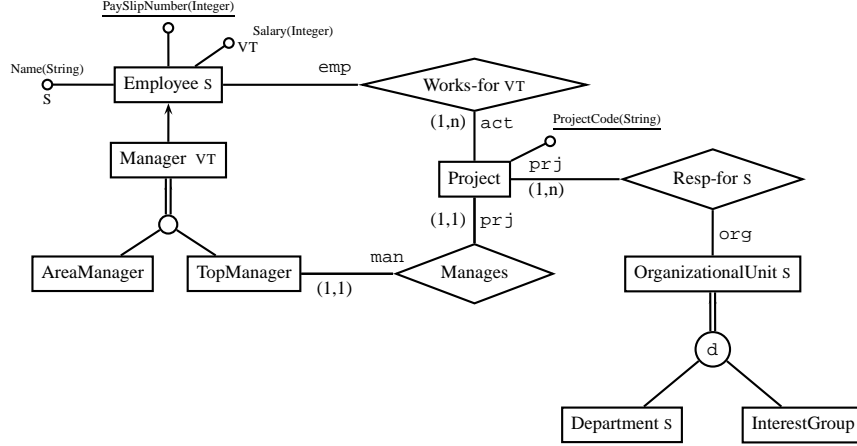 PaySlipNumber(Integer)
Salary(Integer)
VT
Name(String)
S
Employee S
emp
Works-for VT
(1,n)
act
ProjectCode(String)
Manager VT
Project
prj
(1,n)
Resp-for S
(1,1)
prj
org
man
AreaManager
TopManager
(1,1)
Manages
OrganizationalUnit S
d
Department S
InterestGroup